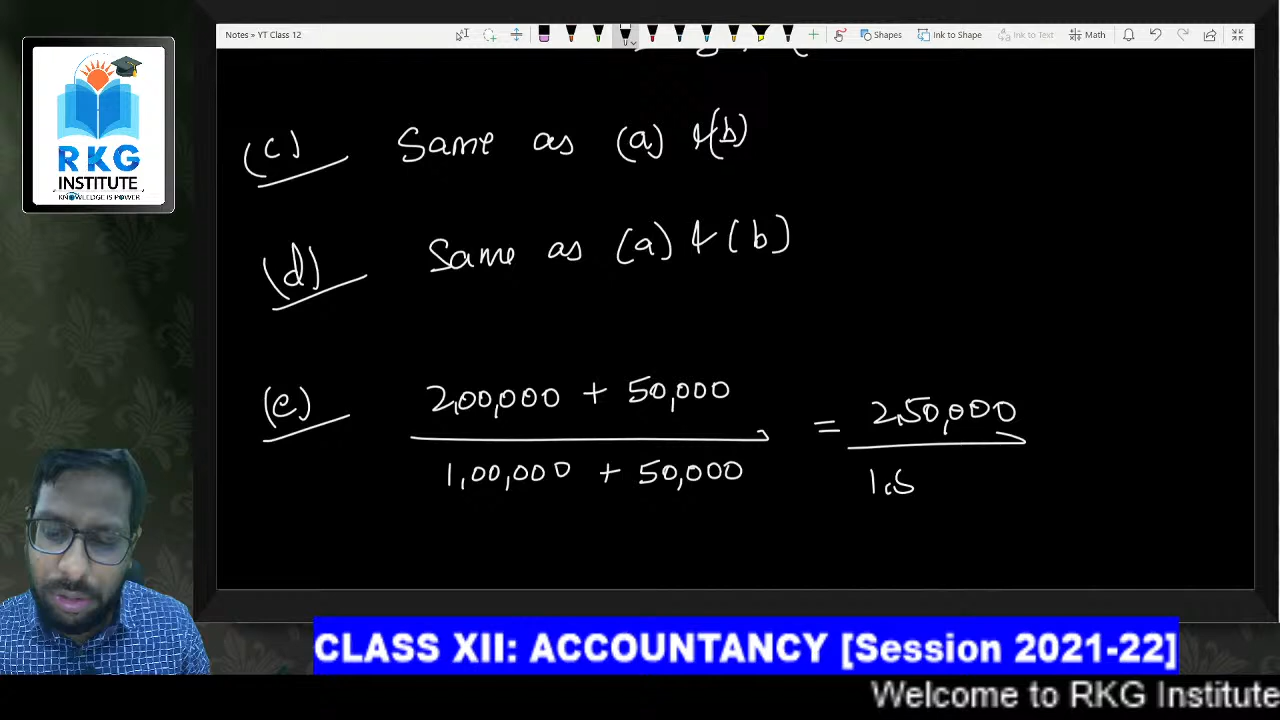 Notes » YT Class 12
Shapes
Ink to Shape
Ink to Text
Math
RKG
INSTITUTE
KNOWLEDGE IS POWER
(c) Same as (a) & (b)
(d) Same as (a) & (b)
(e) 2,00,000 + 50,000 = 2,50,000
1,00,000 + 50,000 1,5
CLASS XII: ACCOUNTANCY [Session 2021-22]
Welcome to RKG Institute